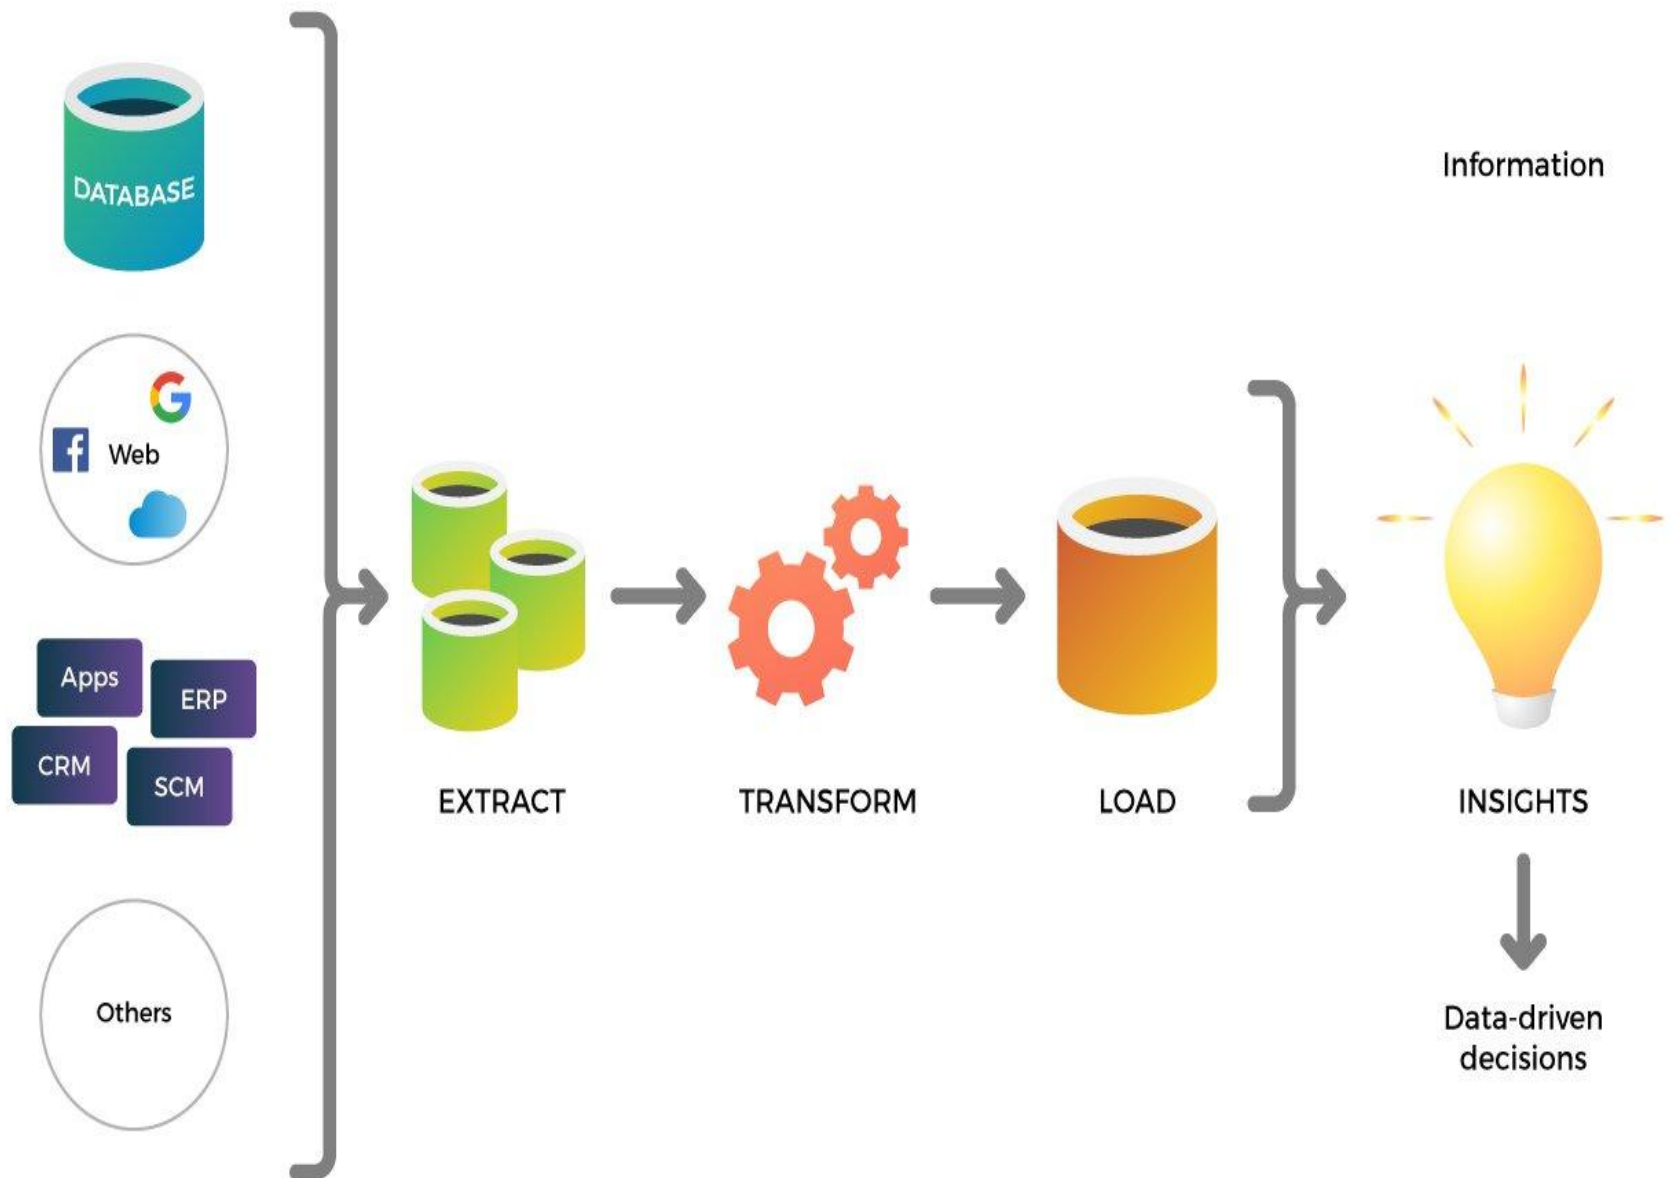 DATABASE
Web
Apps
ERP
CRM
SCM
Others
EXTRACT
TRANSFORM
LOAD
Information
INSIGHTS
Data-driven
decisions